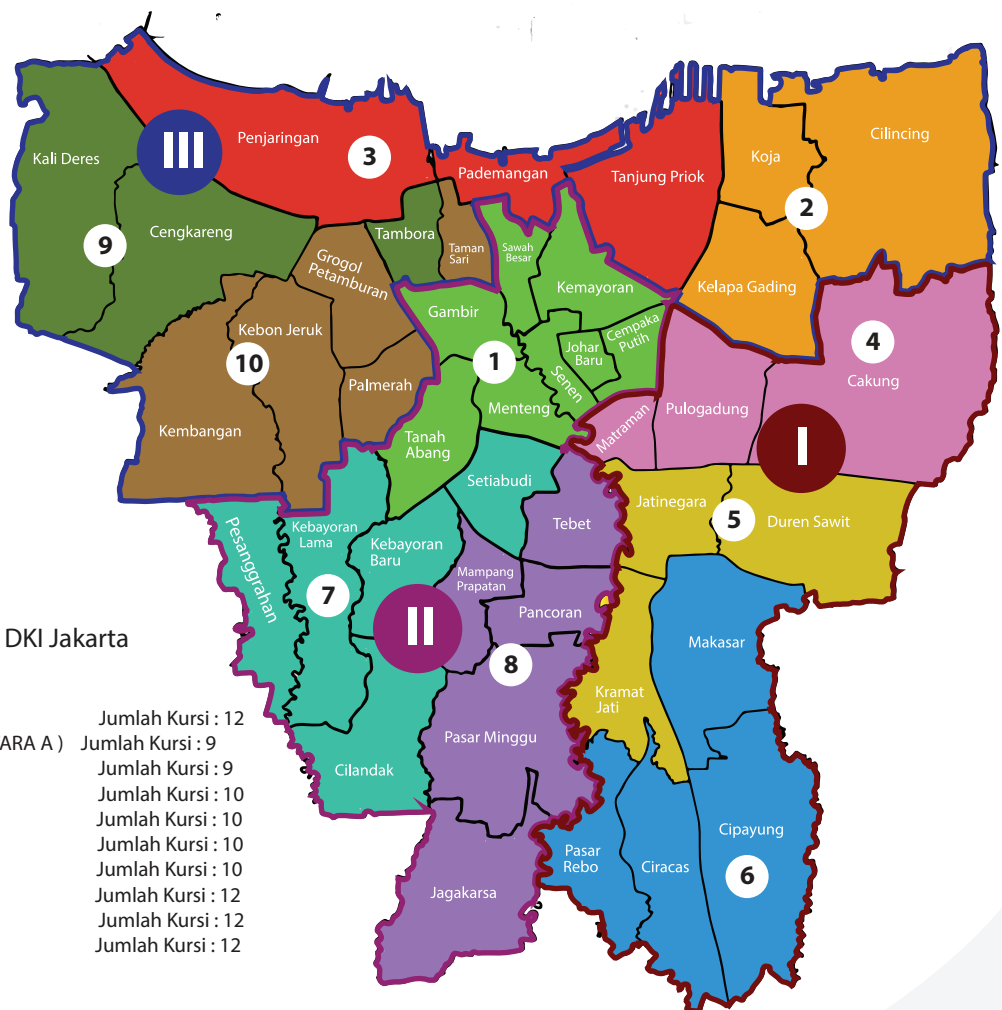 Kali Deres
III
Penjaringan
3
Pademangan
Tanjung Priok
Koja
Cilincing
2
9
Cengkareng
Tambora
Taman
Sari
Sawah
Besar
Grogol
Petamburan
Kemayoran
Kelapa Gading
Gambir
Kebon Jeruk
10
1
Johar
Baru
Cempaka
Putih
4
Cakung
Palmerah
Senen
Menteng
Pulogadung
Matraman
Kembangan
Tanah
Abang
I
Setiabudi
Jatinegara
5
Duren Sawit
Pesanggrahan
Kebayoran
Lama
Kebayoran
Baru
Tebet
Mampang
Prapatan
7
II
Pancoran
8
Makasar
DKI Jakarta
Kramat
Jati
Jumlah Kursi : 12
ARA A ) Jumlah Kursi : 9
Jumlah Kursi : 9
Jumlah Kursi : 10
Jumlah Kursi : 10
Jumlah Kursi : 10
Jumlah Kursi : 10
Jumlah Kursi : 12
Jumlah Kursi : 12
Jumlah Kursi : 12
Pasar Minggu
Cilandak
Cipayung
Pasar
Rebo
Ciracas
6
Jagakarsa